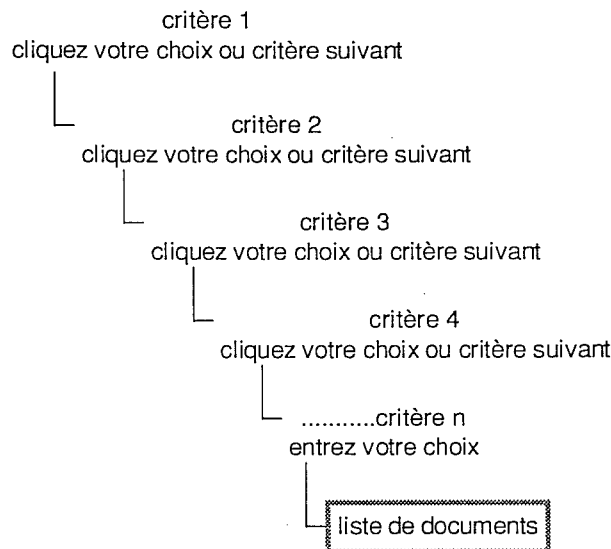 critère 1
cliquez votre choix ou critère suivant
critère 2
cliquez votre choix ou critère suivant
critère 3
cliquez votre choix ou critère suivant
critère 4
cliquez votre choix ou critère suivant
...........critère n
entrez votre choix
liste de documents